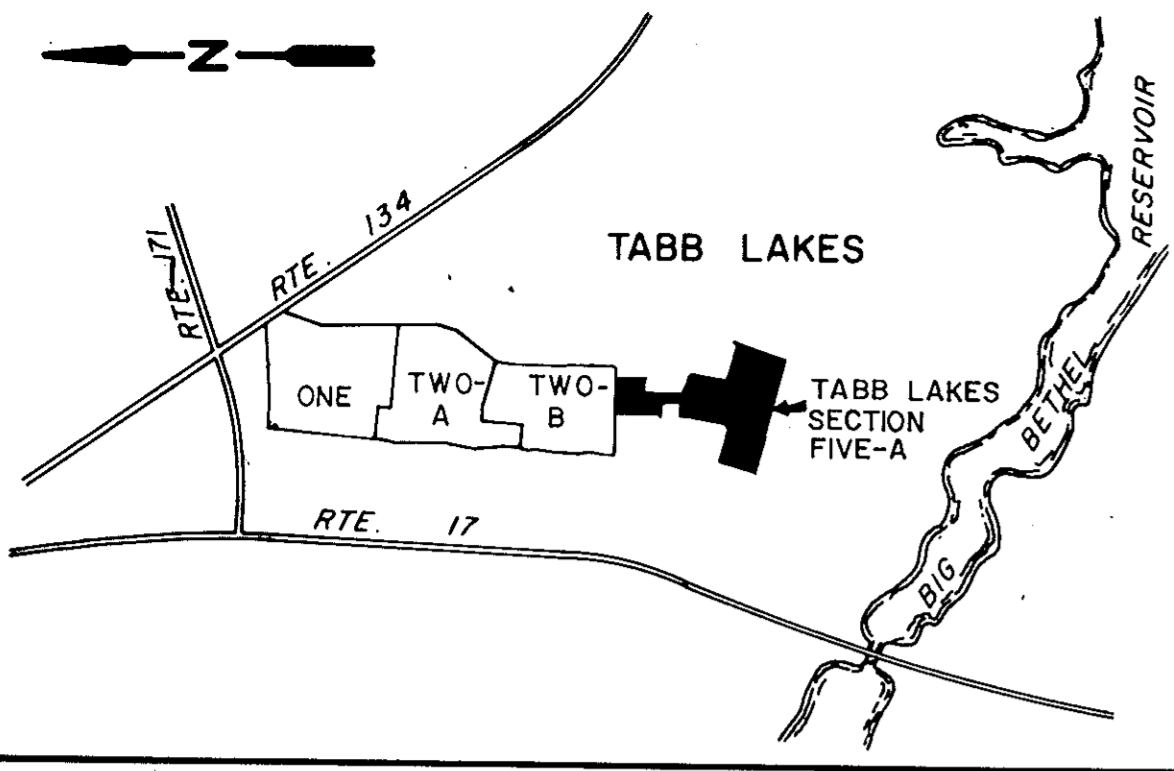 N
RTE. 171
RTE. 134
TABB LAKES
RESERVOIR
ONE
TWO-
A
TWO-
B
TABB LAKES
SECTION
FIVE-A
BETHEL
BIG
RTE. 17